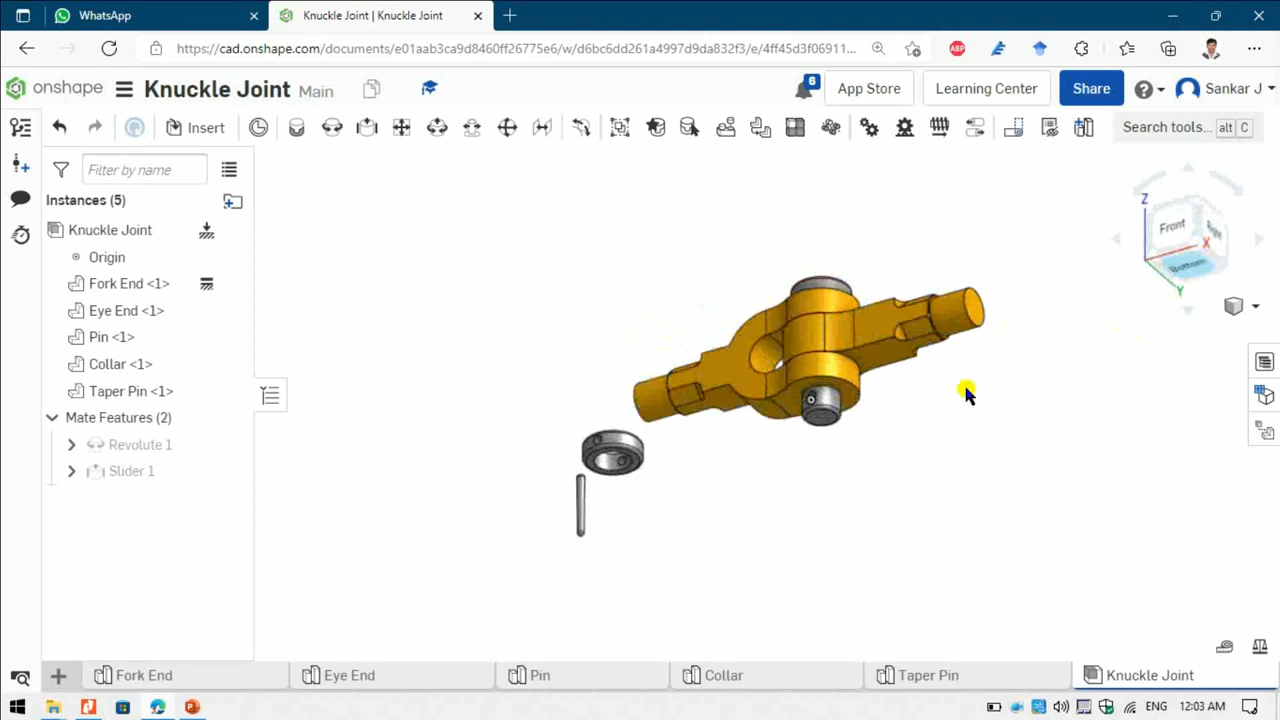 WhatsApp
Knuckle Joint | Knuckle Joint
https://cad.onshape.com/documents/e01aab3ca9d8460ff26775e6/w/d6bc6dd261a4997d9da832f3/e/4ff45d3f06911...
ABP
onshape
Knuckle Joint Main
6
App Store
Learning Center
Share
Sankar J
Insert
Search tools... alt C
Filter by name
Instances (5)
Knuckle Joint
Origin
Fork End <1>
Eye End <1>
Pin <1>
Collar <1>
Taper Pin <1>
Mate Features (2)
Revolute 1
Slider 1
Z
Front
Right
X
Bottom
Y
Fork End
Eye End
Pin
Collar
Taper Pin
Knuckle Joint
ENG
12:03 AM